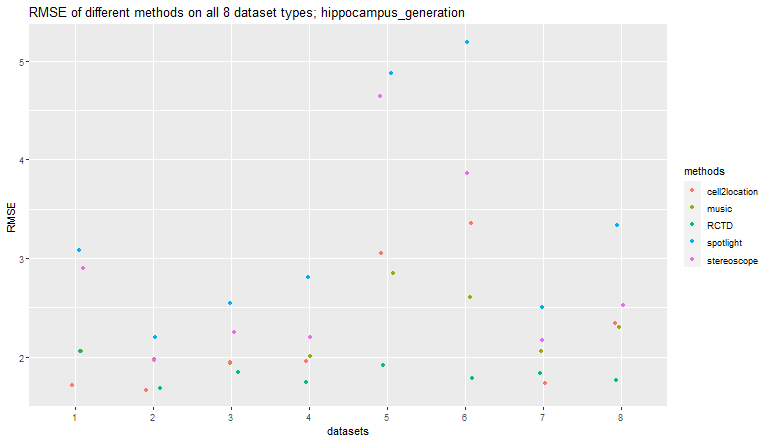 RMSE of different methods on all 8 dataset types; hippocampus_generation
RMSE
5
4
3
2
1 2 3 4 5 6 7 8
datasets
methods
cell2location
music
RCTD
spotlight
stereoscope